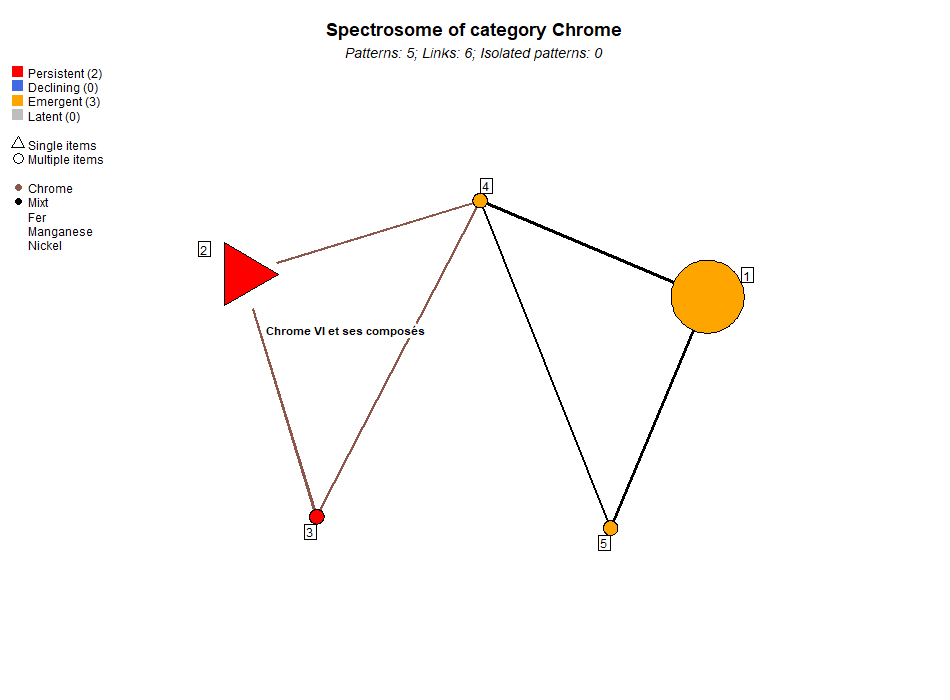 Spectrosome of category Chrome
Patterns: 5; Links: 6; Isolated patterns: 0
Persistent (2)
Declining (0)
Emergent (3)
Latent (0)
Single items
Multiple items
Chrome
Mixt
Fer
Manganese
Nickel
4
2
1
Chrome VI et ses composés
3
5